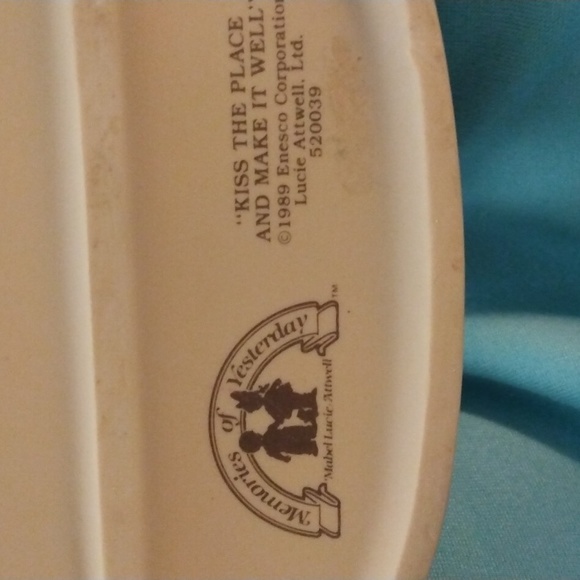 "KISS THE PLACE
AND MAKE IT WELL"
©1989 Enesco Corporation
Lucie Attwell, Ltd.
520039
Memories of Yesterday
Mabel Lucie Attwell
TM